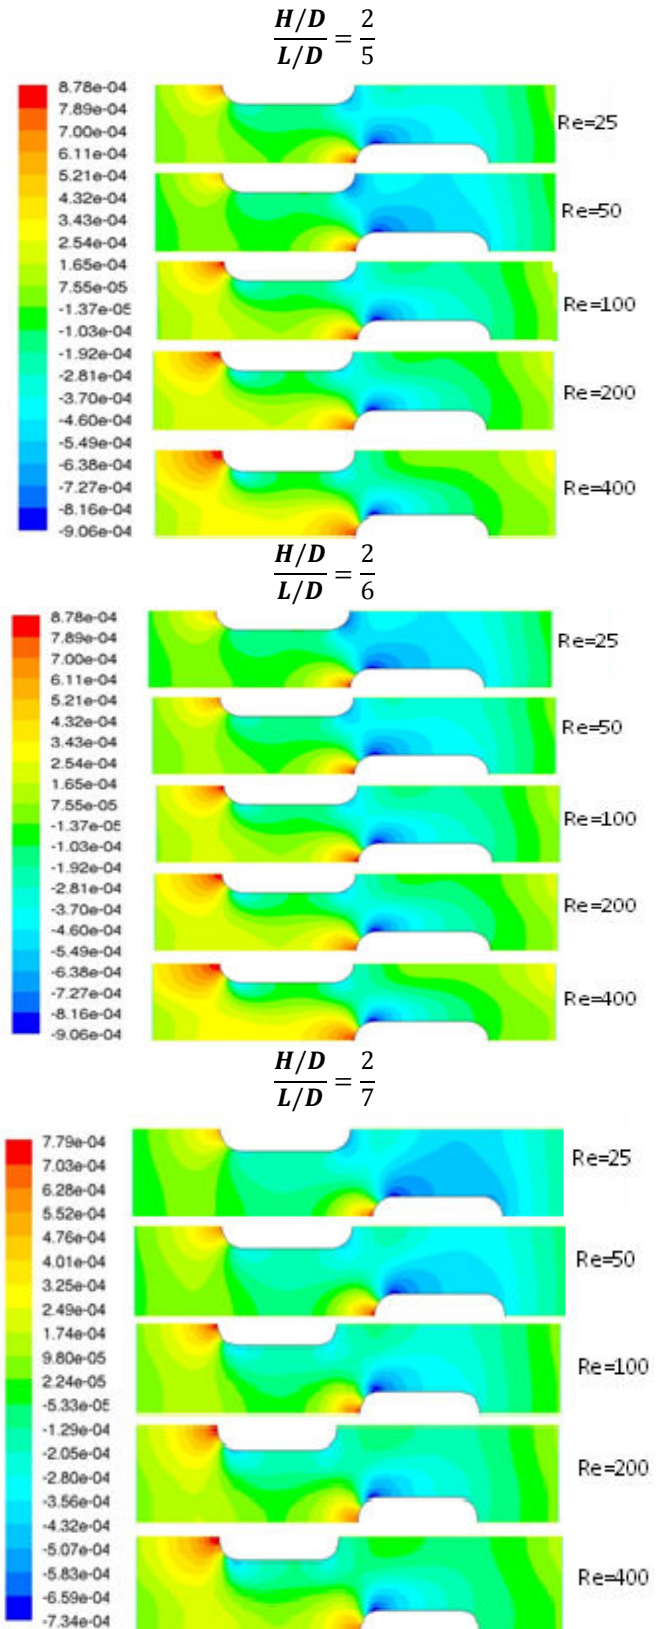 H/D
L/D = 2/5
8.78e-04
7.89e-04
7.00e-04
6.11e-04
5.21e-04
4.32e-04
3.43e-04
2.54e-04
1.65e-04
7.55e-05
-1.37e-05
-1.03e-04
-1.92e-04
-2.81e-04
-3.70e-04
-4.60e-04
-5.49e-04
-6.38e-04
-7.27e-04
-8.16e-04
-9.06e-04
Re=25
Re=50
Re=100
Re=200
Re=400
H/D
L/D = 2/6
8.78e-04
7.89e-04
7.00e-04
6.11e-04
5.21e-04
4.32e-04
3.43e-04
2.54e-04
1.65e-04
7.55e-05
-1.37e-05
-1.03e-04
-1.92e-04
-2.81e-04
-3.70e-04
-4.60e-04
-5.49e-04
-6.38e-04
-7.27e-04
-8.16e-04
-9.06e-04
Re=25
Re=50
Re=100
Re=200
Re=400
H/D
L/D = 2/7
7.79e-04
7.03e-04
6.28e-04
5.52e-04
4.76e-04
4.01e-04
3.25e-04
2.49e-04
1.74e-04
9.80e-05
2.24e-05
-5.33e-05
-1.29e-04
-2.05e-04
-2.80e-04
-3.56e-04
-4.32e-04
-5.07e-04
-5.83e-04
-6.59e-04
-7.34e-04
Re=25
Re=50
Re=100
Re=200
Re=400